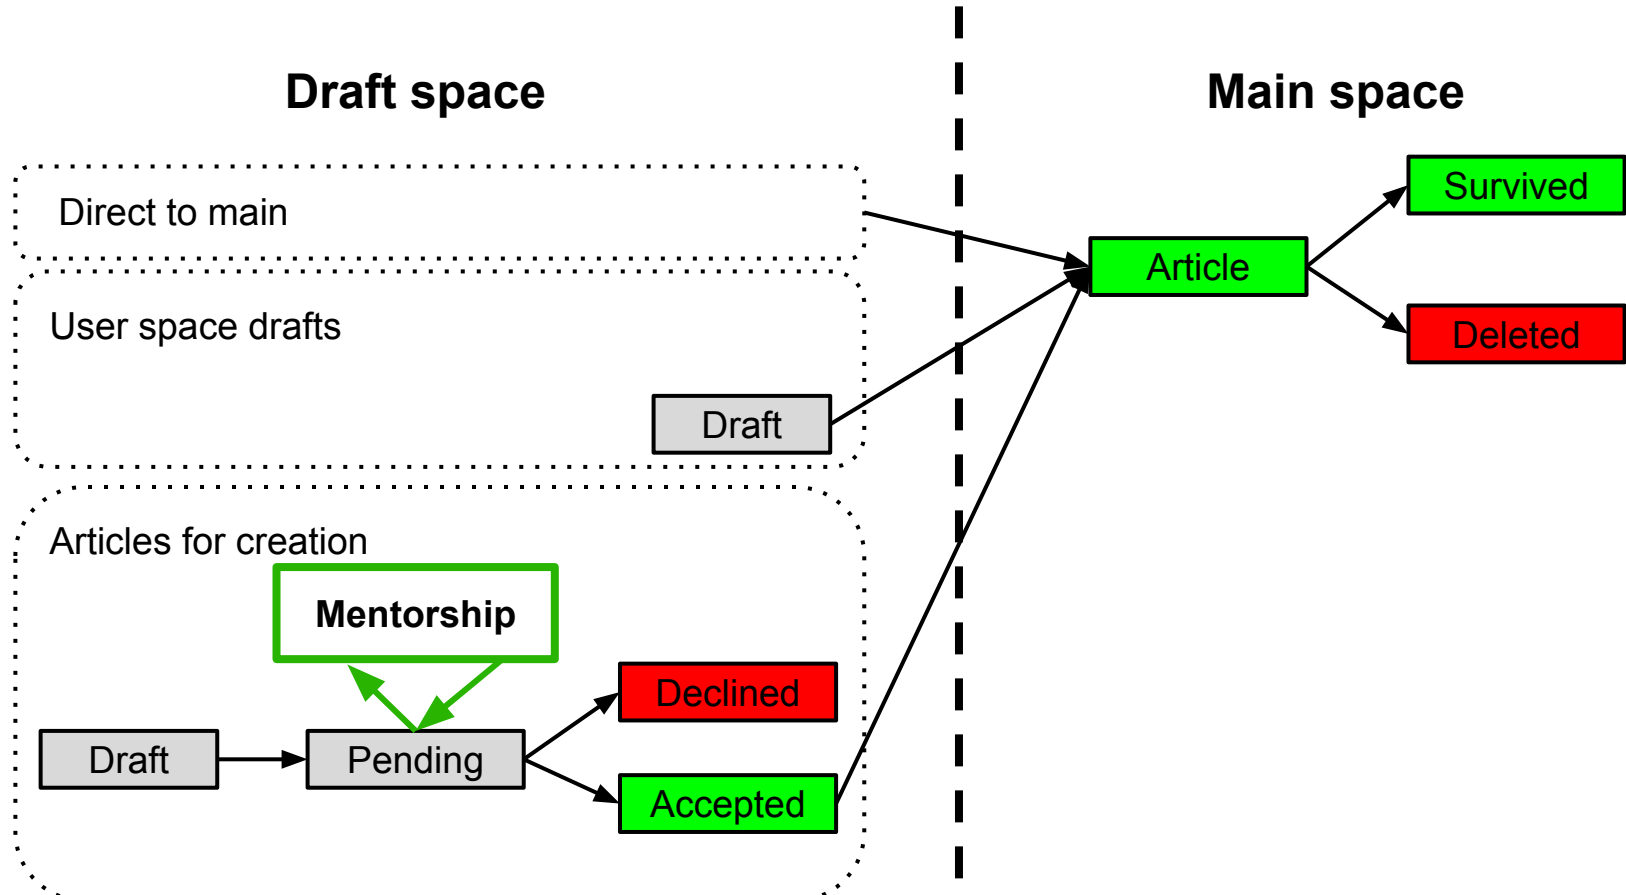 Draft space
Main space
Direct to main
Survived
Article
User space drafts
Deleted
Draft
Articles for creation
Mentorship
Declined
Draft
Pending
Accepted